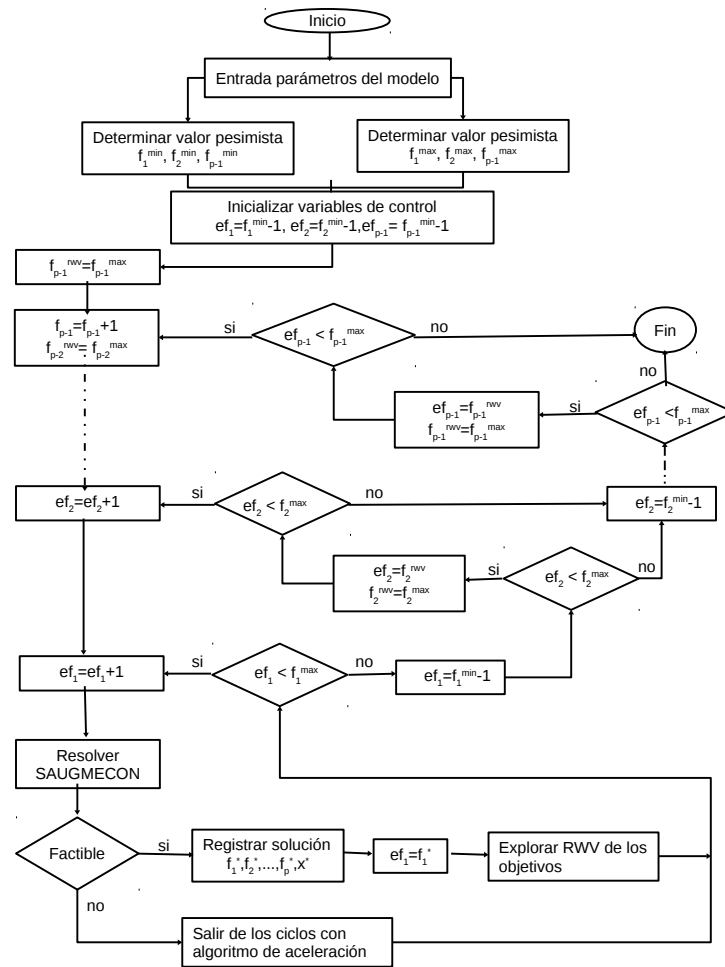 Inicio
Entrada parámetros del modelo
Determinar valor pesimista
f₁ᵐⁱⁿ, f₂ᵐⁱⁿ, fₚ₋₁ᵐⁱⁿ
Determinar valor pesimista
f₁ᵐᵃˣ, f₂ᵐᵃˣ, fₚ₋₁ᵐᵃˣ
Inicializar variables de control
ef₁=f₁ᵐⁱⁿ-1, ef₂=f₂ᵐⁱⁿ-1,efₚ₋₁= fₚ₋₁ᵐⁱⁿ-1
fₚ₋₁ʳʷᵛ=fₚ₋₁ᵐᵃˣ
fₚ₋₁=fₚ₋₁+1
fₚ₋₂ʳʷᵛ= fₚ₋₂ᵐᵃˣ
si
efₚ₋₁ < fₚ₋₁ᵐᵃˣ
no
Fin
no
efₚ₋₁=fₚ₋₁ʳʷᵛ
fₚ₋₁ʳʷᵛ=fₚ₋₁ᵐᵃˣ
si
efₚ₋₁ <fₚ₋₁ᵐᵃˣ
ef₂=ef₂+1
si
ef₂ < f₂ᵐᵃˣ
no
ef₂=f₂ᵐⁱⁿ-1
ef₂=f₂ʳʷᵛ
f₂ʳʷᵛ=f₂ᵐᵃˣ
si
ef₂ < f₂ᵐᵃˣ
no
ef₁=ef₁+1
si
ef₁ < f₁ᵐᵃˣ
no
ef₁=f₁ᵐⁱⁿ-1
Resolver
SAUGMECON
Factible
si
Registrar solución
f₁*,f₂*,...,fₚ*,x*
ef₁=f₁*
Explorar RWV de los
objetivos
no
Salir de los ciclos con
algoritmo de aceleración